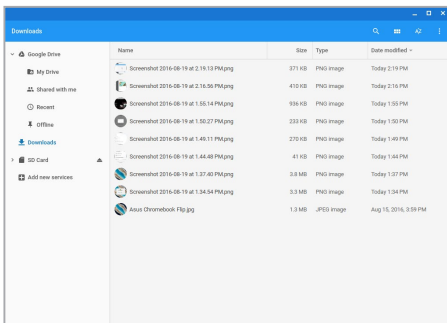 Downloads
AZ
Google Drive
My Drive
Shared with me
Recent
Offline
Downloads
SD Card
Add new services
Name Size Type Date modified
Screenshot 2016-08-19 at 2.19.13 PM.png 371 KB PNG image Today 2:19 PM
Screenshot 2016-08-19 at 2.16.56 PM.png 410 KB PNG image Today 2:16 PM
Screenshot 2016-08-19 at 1.55.14 PM.png 936 KB PNG image Today 1:55 PM
Screenshot 2016-08-19 at 1.50.27 PM.png 233 KB PNG image Today 1:50 PM
Screenshot 2016-08-19 at 1.49.11 PM.png 270 KB PNG image Today 1:49 PM
Screenshot 2016-08-19 at 1.44.48 PM.png 41 KB PNG image Today 1:44 PM
Screenshot 2016-08-19 at 1.37.40 PM.png 3.8 MB PNG image Today 1:37 PM
Screenshot 2016-08-19 at 1.34.54 PM.png 3.3 MB PNG image Today 1:34 PM
Asus Chromebook Flip.jpg 1.3 MB JPEG image Aug 15, 2016, 3:59 PM